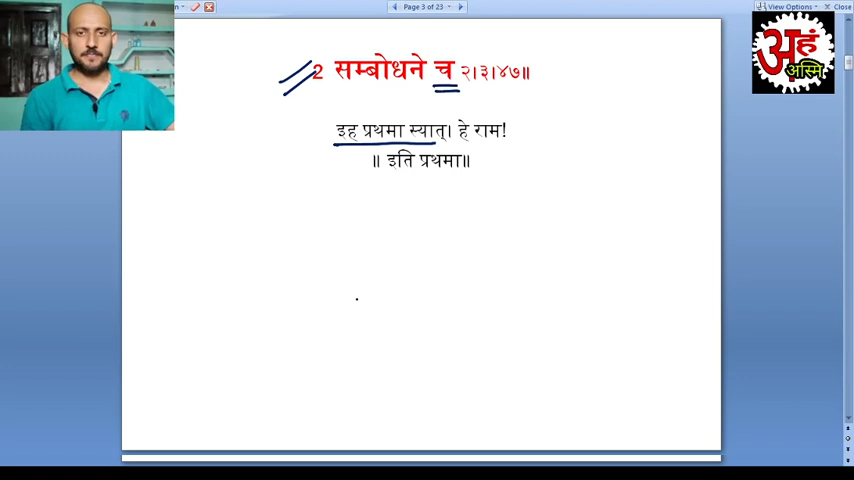 Page 3 of 23
View Options
Close
2 सम्बोधने च २।३।४७॥
इह प्रथमा स्यात्। हे राम!
॥ इति प्रथमा॥
अहं
अस्मि